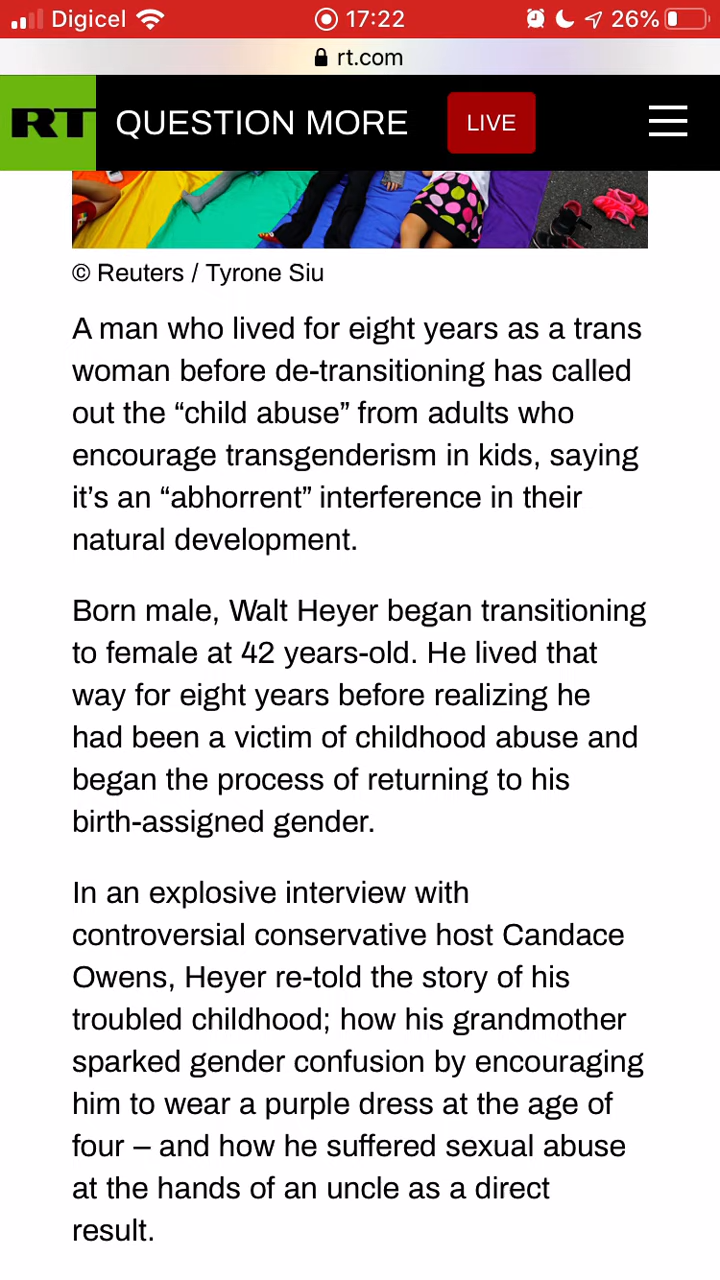 Digicel 17:22 26%
rt.com
RT QUESTION MORE LIVE
© Reuters / Tyrone Siu
A man who lived for eight years as a trans
woman before de-transitioning has called
out the “child abuse” from adults who
encourage transgenderism in kids, saying
it’s an “abhorrent” interference in their
natural development.
Born male, Walt Heyer began transitioning
to female at 42 years-old. He lived that
way for eight years before realizing he
had been a victim of childhood abuse and
began the process of returning to his
birth-assigned gender.
In an explosive interview with
controversial conservative host Candace
Owens, Heyer re-told the story of his
troubled childhood; how his grandmother
sparked gender confusion by encouraging
him to wear a purple dress at the age of
four – and how he suffered sexual abuse
at the hands of an uncle as a direct
result.